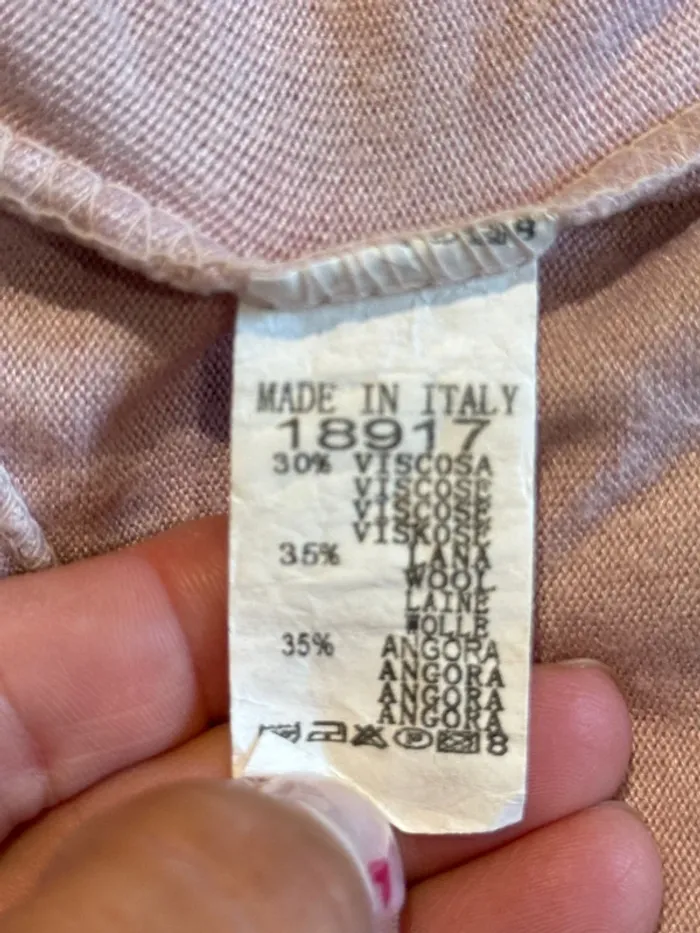 MADE IN ITALY
18917
30% VISCOSA
VISCOSE
VISCOSE
VISKOSE
35% LANA
WOOL
LAINE
WOLLE
35% ANGORA
ANGORA
ANGORA
ANGORA
P 8